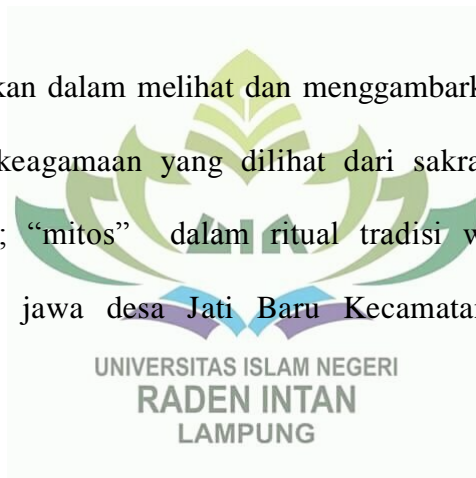 kan dalam melihat dan menggambark
keagamaan yang dilihat dari sakra
; “mitos” dalam ritual tradisi w
jawa desa Jati Baru Kecamata
UNIVERSITAS ISLAM NEGERI
RADEN INTAN
LAMPUNG